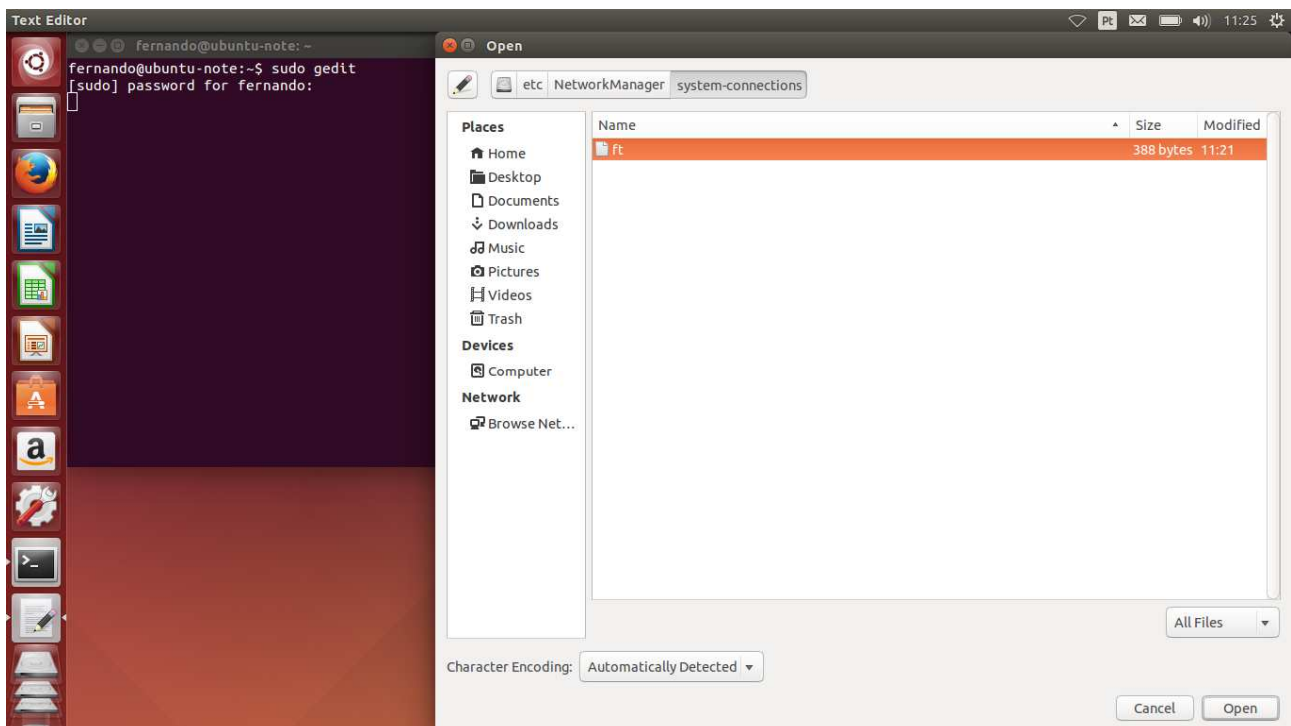 Text Editor
Pt
11:25
fernando@ubuntu-note: ~
fernando@ubuntu-note:~$ sudo gedit
[sudo] password for fernando:
Open
etc NetworkManager system-connections
Places
Home
Desktop
Documents
Downloads
Music
Pictures
Videos
Trash
Devices
Computer
Network
Browse Net...
Name Size Modified
ft 388 bytes 11:21
All Files
Character Encoding: Automatically Detected
Cancel Open
a
>_